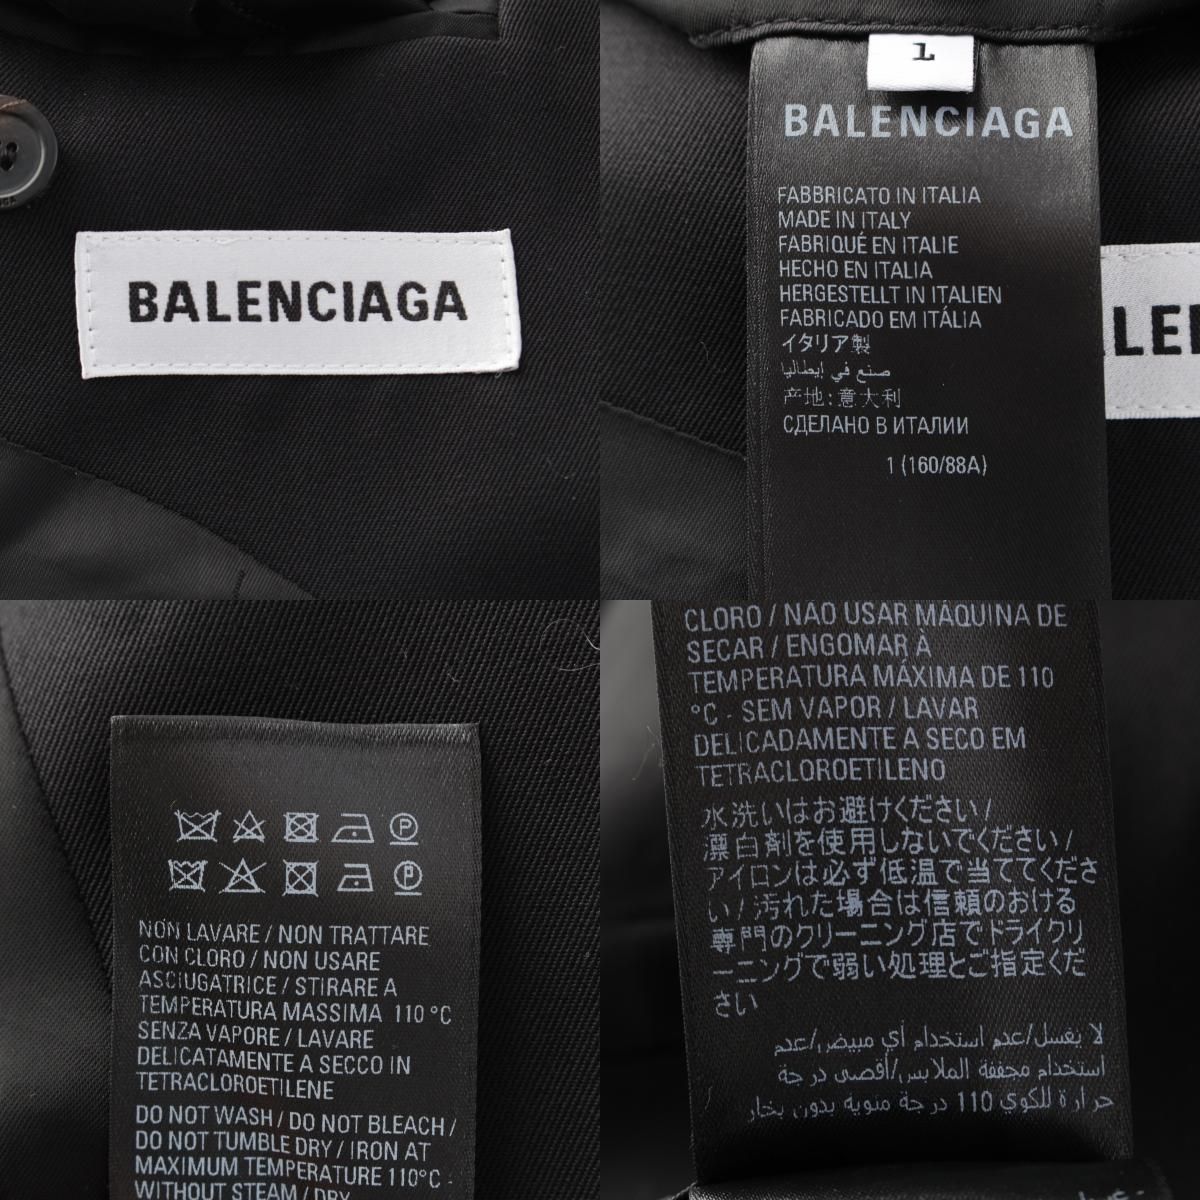 BALENCIAGA
BALENCIAGA
FABBRICATO IN ITALIA
MADE IN ITALY
FABRIQUÉ EN ITALIE
HECHO EN ITALIA
HERGESTELLT IN ITALIEN
FABRICADO EM ITÁLIA
イタリア製
صنع في إيطاليا
产地:意大利
СДЕЛАНО В ИТАЛИИ
1 (160/88A)
LE
P
P
NON LAVARE / NON TRATTARE
CON CLORO / NON USARE
ASCIUGATRICE / STIRARE A
TEMPERATURA MASSIMA 110 °C
SENZA VAPORE / LAVARE
DELICATAMENTE A SECCO IN
TETRACLOROETILENE
DO NOT WASH / DO NOT BLEACH /
DO NOT TUMBLE DRY / IRON AT
MAXIMUM TEMPERATURE 110°C -
WITHOUT STEAM / DRY
CLORO / NÃO USAR MÁQUINA DE
SECAR / ENGOMAR À
TEMPERATURA MÁXIMA DE 110
°C - SEM VAPOR / LAVAR
DELICADAMENTE A SECO EM
TETRACLOROETILENO
水洗いはお避けください/
漂白剤を使用しないでください/
アイロンは必ず低温で当ててくださ
い/汚れた場合は信頼のおける
専門のクリーニング店でドライクリ
ーニングで弱い処理とご指定くだ
さい
لا يغسل/عدم استخدام أي مبيض/عدم
استخدام مجففة الملابس/أقصى درجة
حرارة للكوي 110 درجة منوية بدون بخار